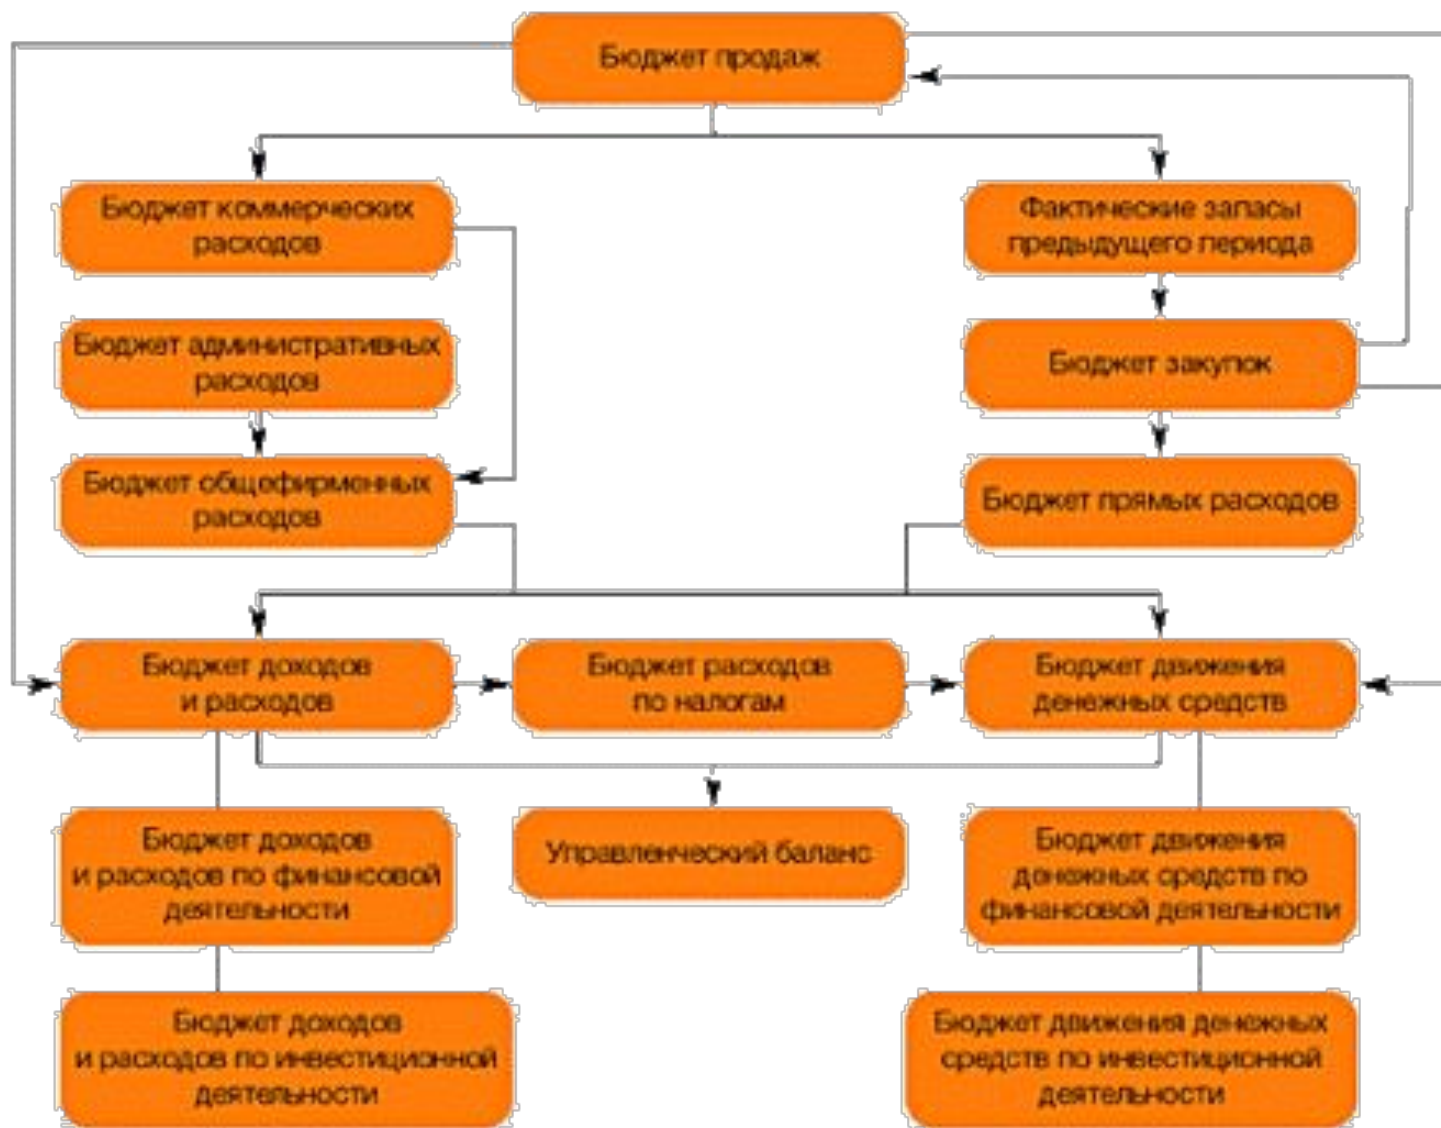 Бюджет продаж
Бюджет коммерческих
расходов
Фактические запасы
предыдущего периода
Бюджет административных
расходов
Бюджет закупок
Бюджет общефирменных
расходов
Бюджет прямых расходов
Бюджет доходов
и расходов
Бюджет расходов
по налогам
Бюджет движения
денежных средств
Бюджет доходов
и расходов по финансовой
деятельности
Управленческий баланс
Бюджет движения
денежных средств по
финансовой деятельности
Бюджет доходов
и расходов по инвестиционной
деятельности
Бюджет движения денежных
средств по инвестиционной
деятельности